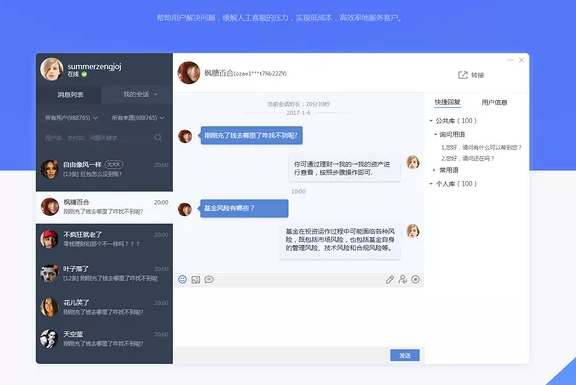 帮助用户解决问题，缓解人工客服的压力，实现低成本，高效率地服务客户。
summerzengjoj
在线
消息列表
我的会话
所有用户(988765)
所有来源(988765)
自由像风一样
大大卡
20:00
[13条] 红包怎么没到账？
枫糖百合
20:00
刚刚充了钱去哪里了咋找不到呢？
不疯狂就老了
20:00
零钱理财和那个不一样吗？？？
叶子落了
20:00
[12条] 刚刚充了钱去哪里了咋找不到呢
花儿笑了
20:00
刚刚充了钱去哪里了咋找不到呢
天空蓝
20:00
刚刚充了钱去哪里了咋找不到呢
枫糖百合(ozae1***t7hb22ZY)
转接
当前会话时长：20分10秒
2017-1-6
刚刚充了钱去哪里了咋找不到呢？
你可通过理财—我的—我的资产进
行查看，按照步骤操作即可.
10:00
基金风险有哪些？
基金在投资运作过程中可能面临各种风
险，既包括市场风险，也包括基金自身
的管理风险、技术风险和合规风险等。
发送
快捷回复
用户信息
公共库（100）
询问用语
1.您好，请问有什么可以帮到您？
2.您好，请问还在吗？
常用语
个人库（100）